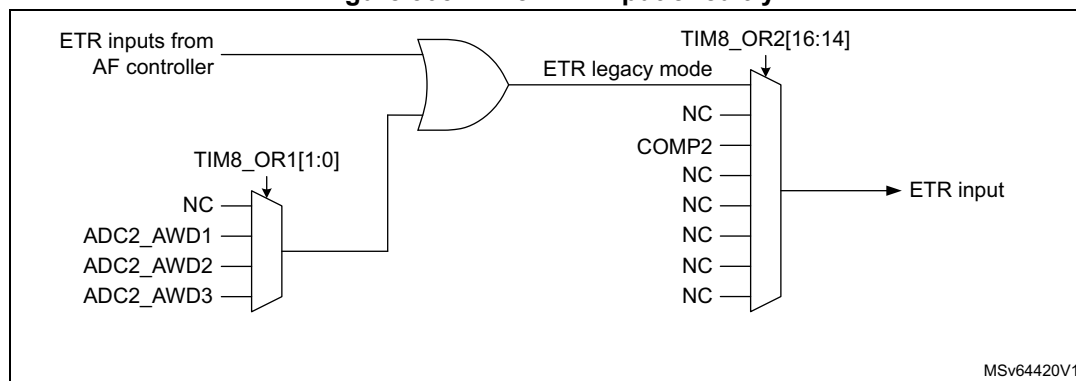 ETR inputs from
AF controller
TIM8_OR2[16:14]
ETR legacy mode
NC
COMP2
NC
NC
NC
NC
NC
ETR input
TIM8_OR1[1:0]
NC
ADC2_AWD1
ADC2_AWD2
ADC2_AWD3
MSv64420V1